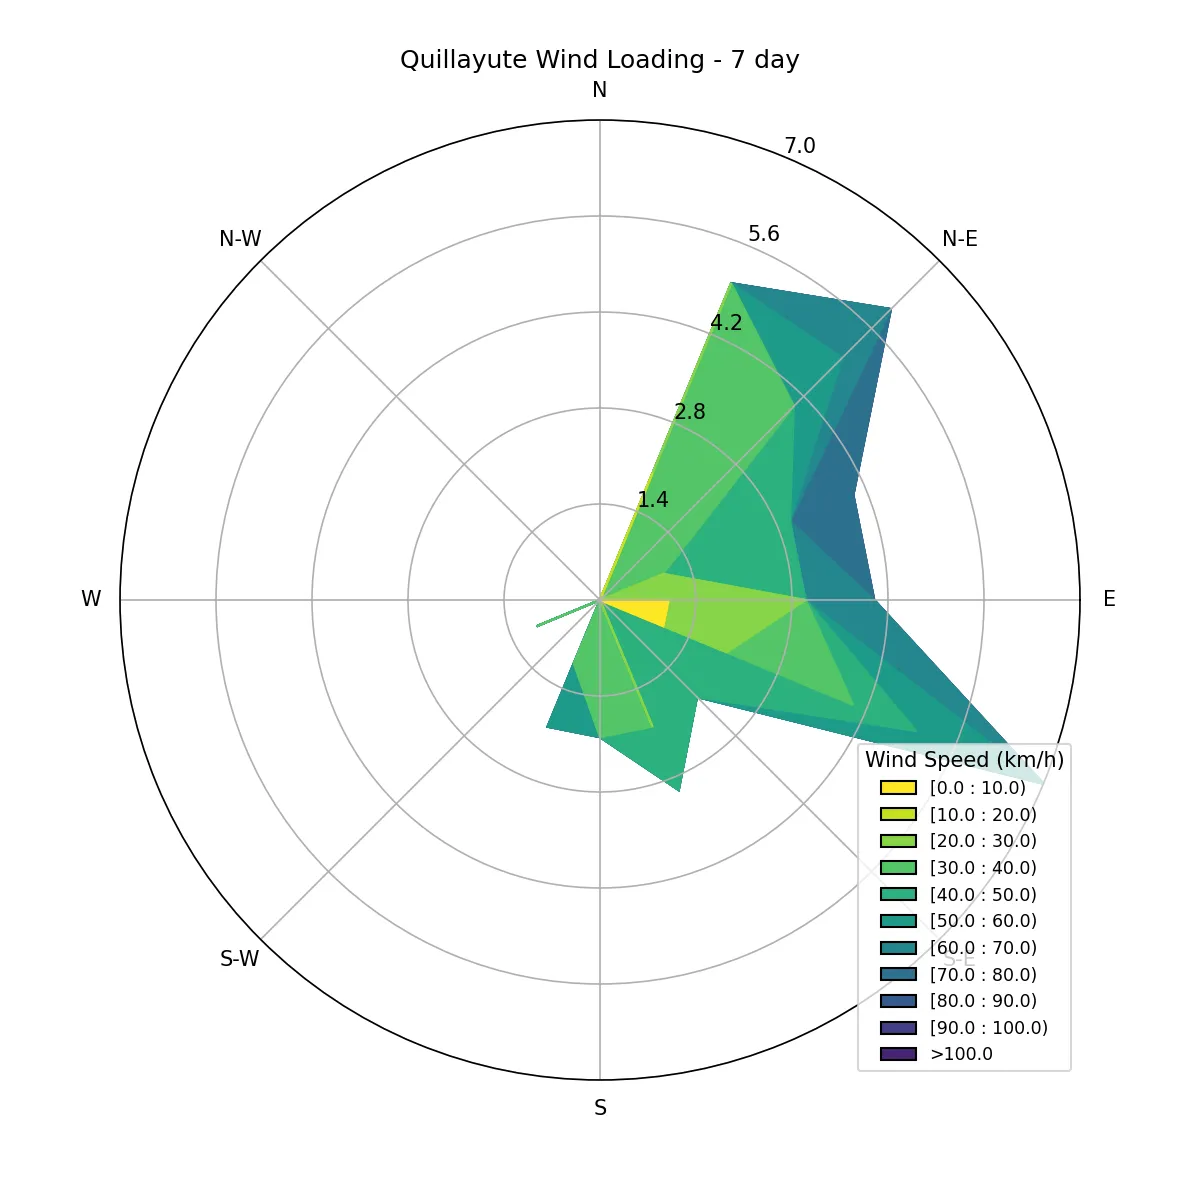 Quillayute Wind Loading - 7 day
N
7.0
N-W
5.6
N-E
4.2
2.8
1.4
W
E
Wind Speed (km/h)
[0.0 : 10.0)
[10.0 : 20.0)
[20.0 : 30.0)
[30.0 : 40.0)
[40.0 : 50.0)
[50.0 : 60.0)
[60.0 : 70.0)
[70.0 : 80.0)
[80.0 : 90.0)
[90.0 : 100.0)
>100.0
S-W
S-E
S